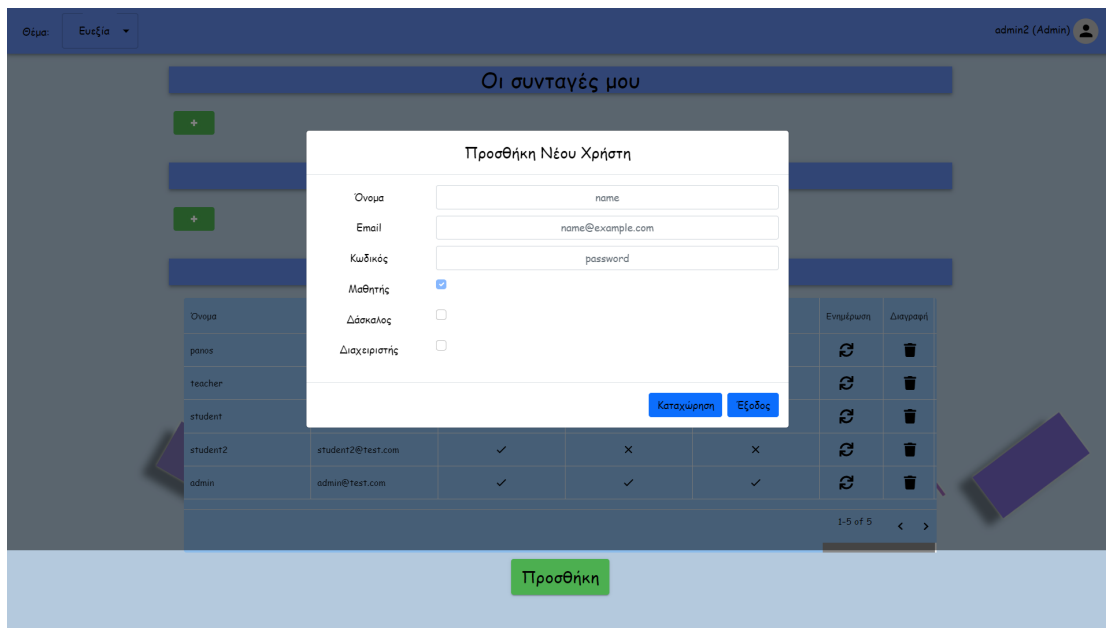 Θέμα: Ευεξία admin2 (Admin)
Οι συνταγές μου
+
Προσθήκη Νέου Χρήστη
Όνομα name
Email name@example.com
+
Κωδικός password
Μαθητής
Δάσκαλος
Διαχειριστής
Καταχώρηση Έξοδος
Όνομα Ενημέρωση Διαγραφή
panos
teacher
student
student2 student2@test.com
admin admin@test.com
1-5 of 5
Προσθήκη